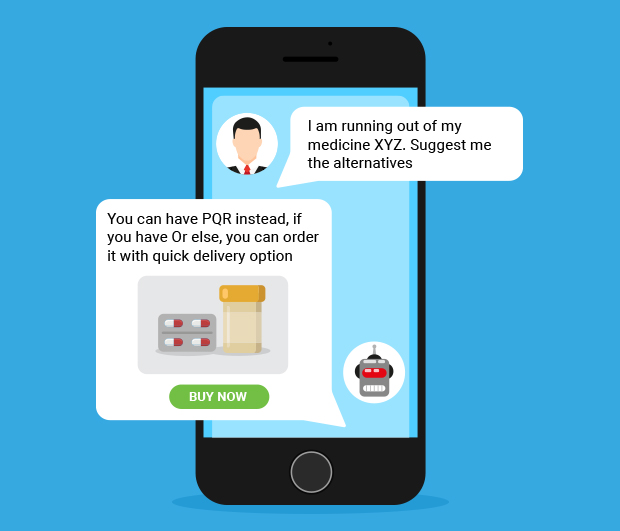 I am running out of my
medicine XYZ. Suggest me
the alternatives
You can have PQR instead, if
you have Or else, you can order
it with quick delivery option
BUY NOW